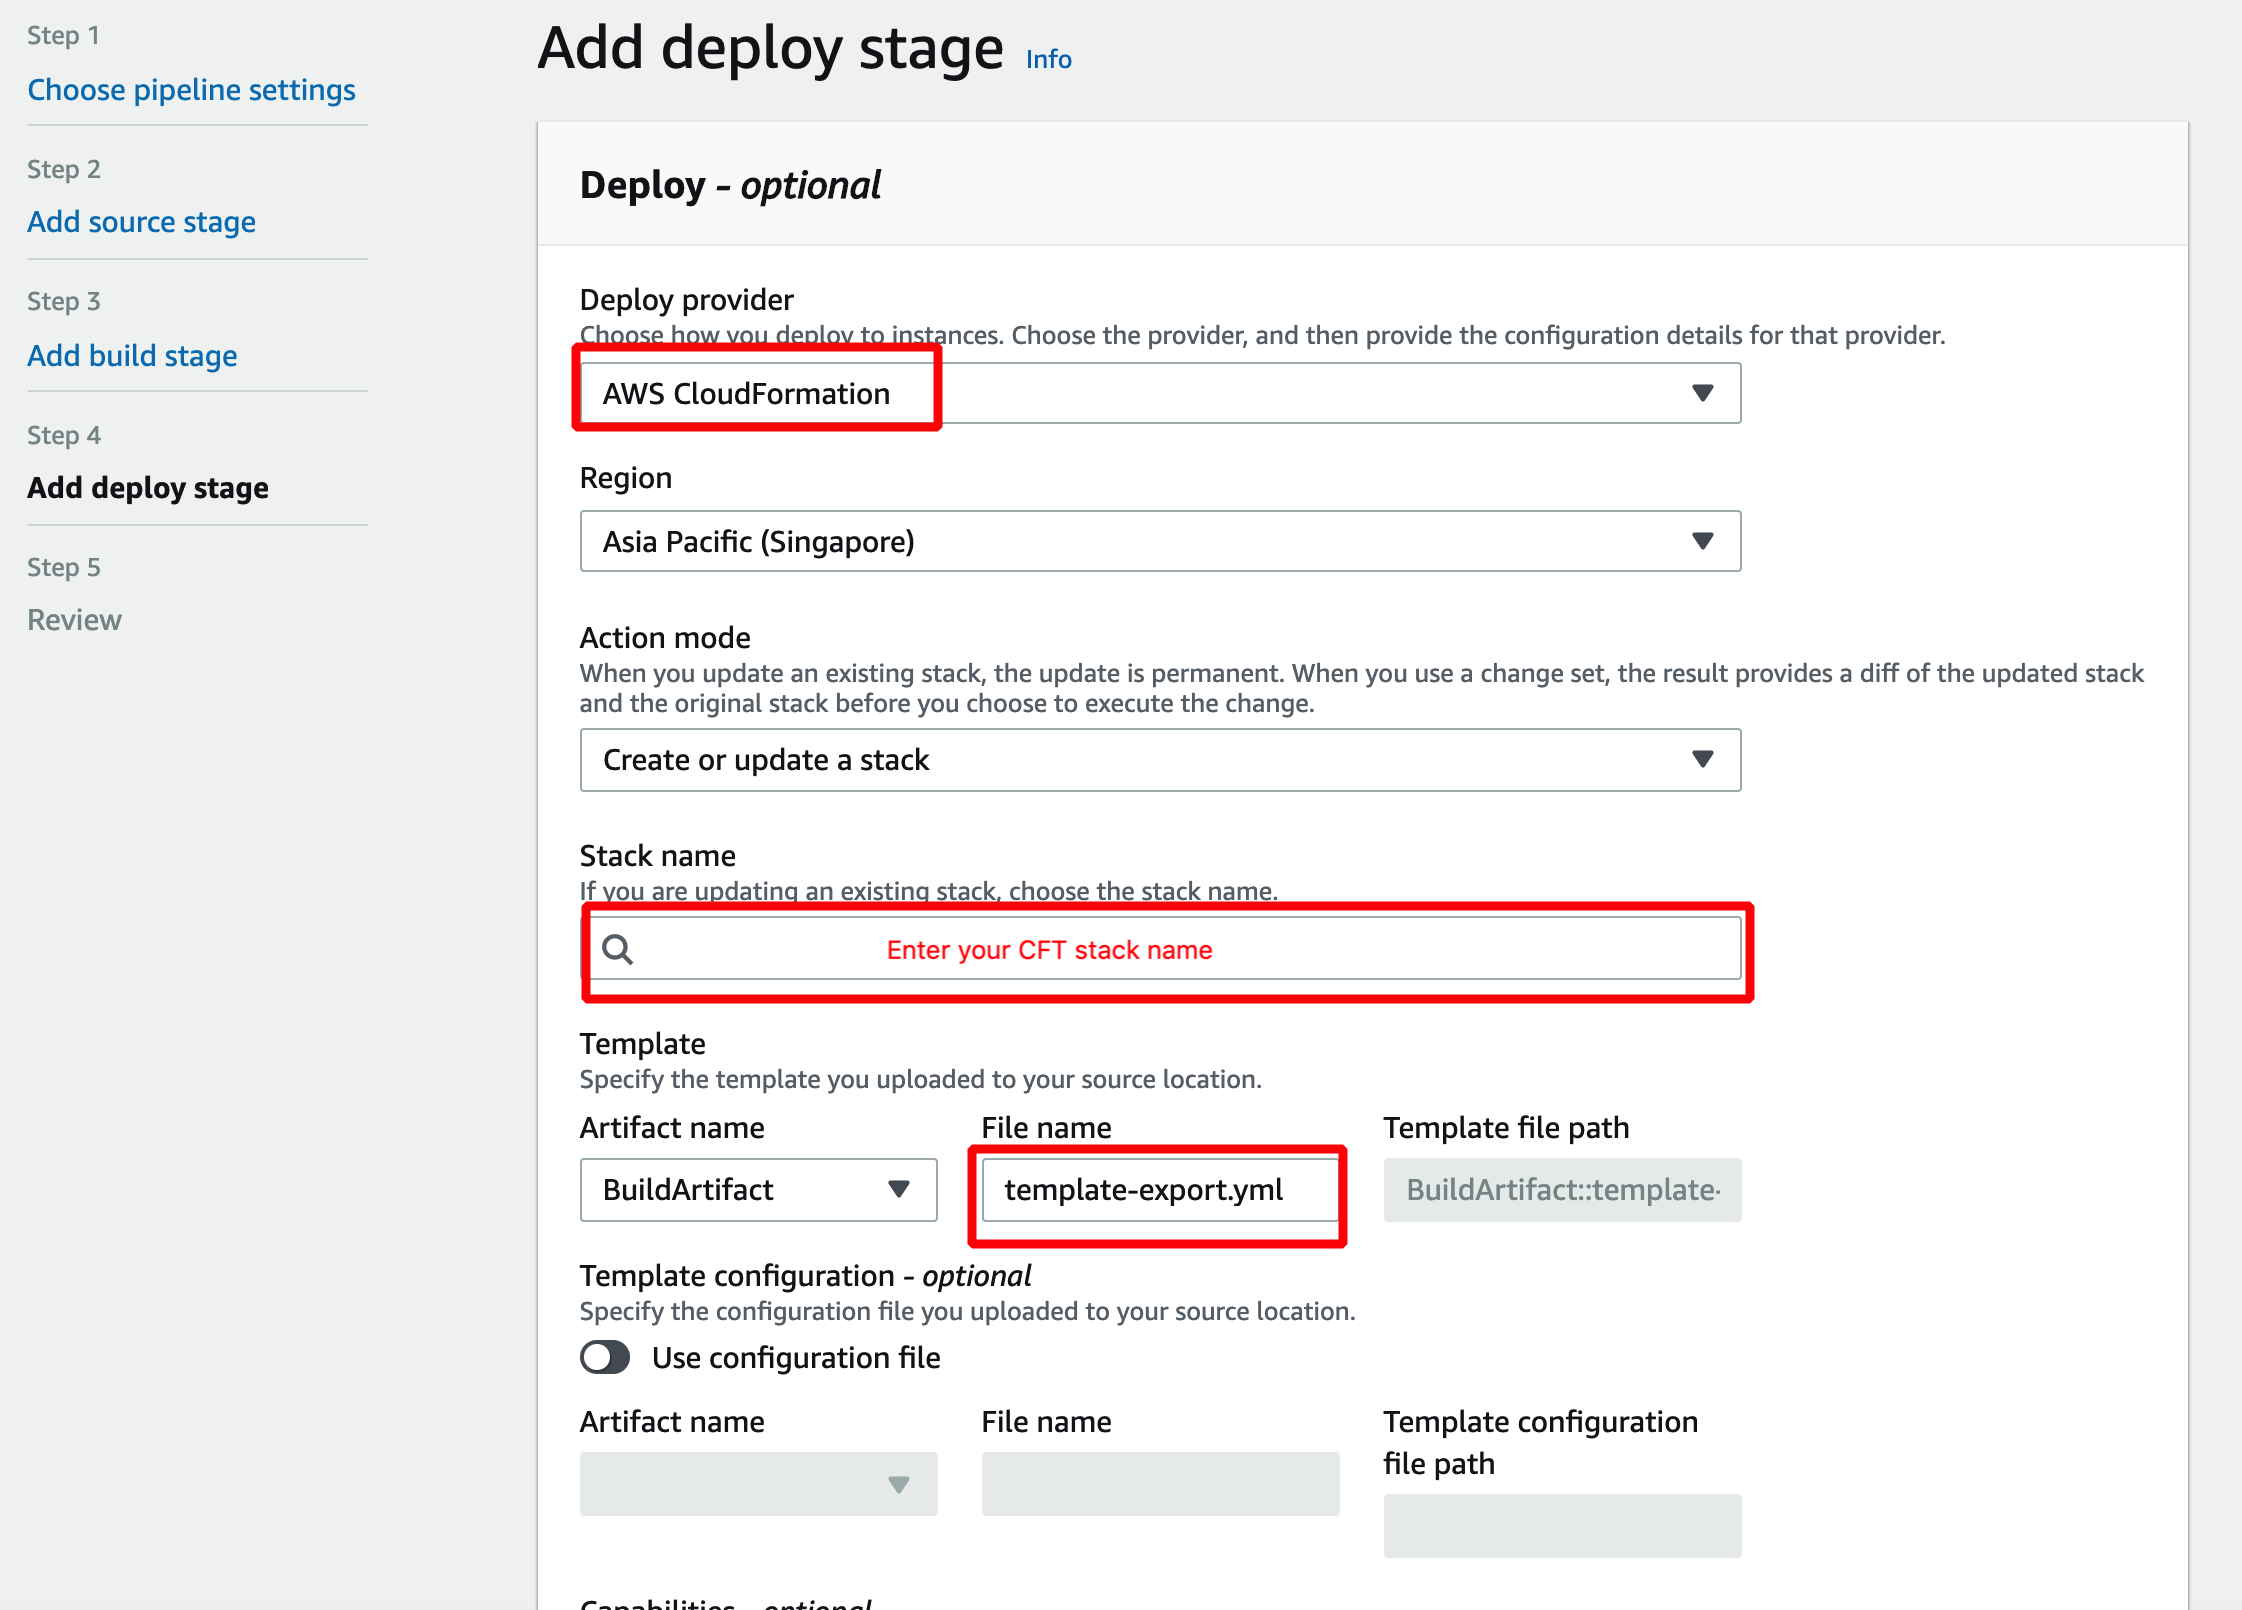 Step 1
Choose pipeline settings
Step 2
Add source stage
Step 3
Add build stage
Step 4
Add deploy stage
Step 5
Review
Add deploy stage Info
Deploy - optional
Deploy provider
Choose how you deploy to instances. Choose the provider, and then provide the configuration details for that provider.
AWS CloudFormation
Region
Asia Pacific (Singapore)
Action mode
When you update an existing stack, the update is permanent. When you use a change set, the result provides a diff of the updated stack
and the original stack before you choose to execute the change.
Create or update a stack
Stack name
If you are updating an existing stack, choose the stack name.
Enter your CFT stack name
Template
Specify the template you uploaded to your source location.
Artifact name File name Template file path
BuildArtifact template-export.yml BuildArtifact::template-
Template configuration - optional
Specify the configuration file you uploaded to your source location.
Use configuration file
Artifact name File name Template configuration
file path
Capabilities - optional